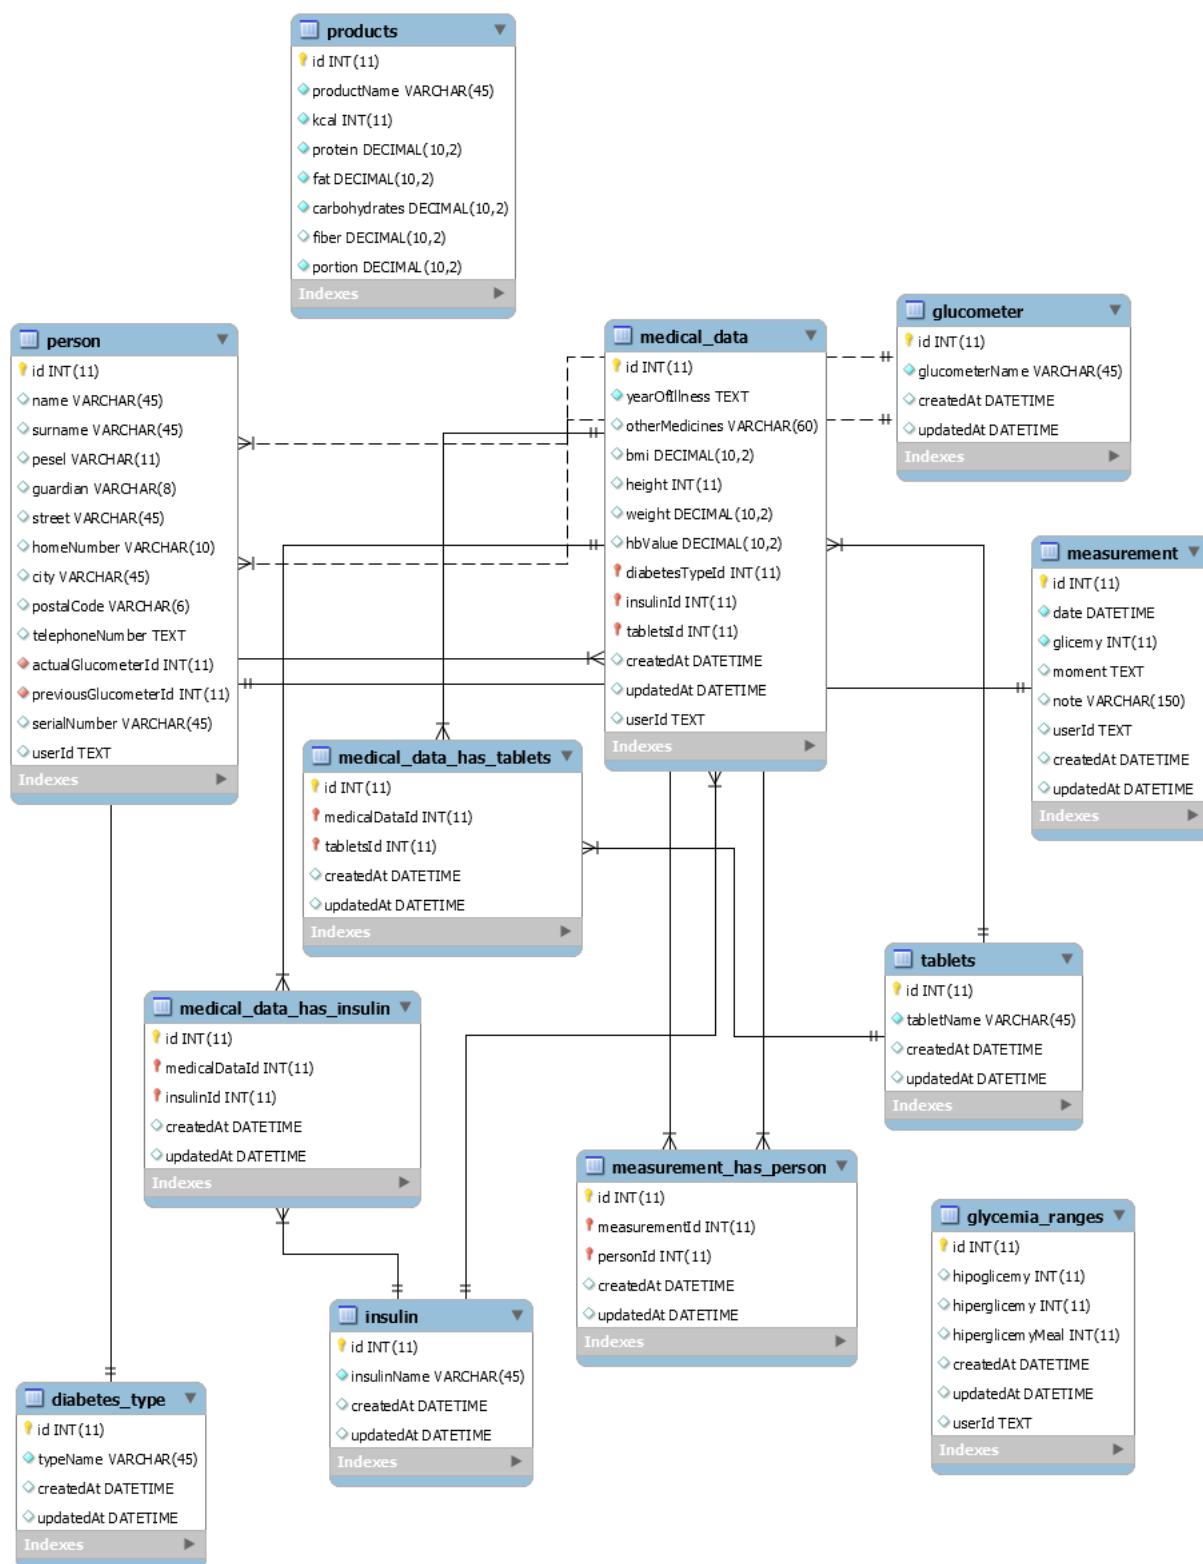 products
id INT(11)
productName VARCHAR(45)
kcal INT(11)
protein DECIMAL(10,2)
fat DECIMAL(10,2)
carbohydrates DECIMAL(10,2)
fiber DECIMAL(10,2)
portion DECIMAL(10,2)
Indexes
person
id INT(11)
name VARCHAR(45)
surname VARCHAR(45)
pesel VARCHAR(11)
guardian VARCHAR(8)
street VARCHAR(45)
homeNumber VARCHAR(10)
city VARCHAR(45)
postalCode VARCHAR(6)
telephoneNumber TEXT
actualGlucometerId INT(11)
previousGlucometerId INT(11)
serialNumber VARCHAR(45)
userId TEXT
Indexes
medical_data
id INT(11)
yearOfIllness TEXT
otherMedicines VARCHAR(60)
bmi DECIMAL(10,2)
height INT(11)
weight DECIMAL(10,2)
hbValue DECIMAL(10,2)
diabetesTypeId INT(11)
insulinId INT(11)
tabletsId INT(11)
createdAt DATETIME
updatedAt DATETIME
userId TEXT
Indexes
glucometer
id INT(11)
glucometerName VARCHAR(45)
createdAt DATETIME
updatedAt DATETIME
Indexes
measurement
id INT(11)
date DATETIME
glicemy INT(11)
moment TEXT
note VARCHAR(150)
userId TEXT
createdAt DATETIME
updatedAt DATETIME
Indexes
medical_data_has_tablets
id INT(11)
medicalDataId INT(11)
tabletsId INT(11)
createdAt DATETIME
updatedAt DATETIME
Indexes
tablets
id INT(11)
tabletName VARCHAR(45)
createdAt DATETIME
updatedAt DATETIME
Indexes
medical_data_has_insulin
id INT(11)
medicalDataId INT(11)
insulinId INT(11)
createdAt DATETIME
updatedAt DATETIME
Indexes
measurement_has_person
id INT(11)
measurementId INT(11)
personId INT(11)
createdAt DATETIME
updatedAt DATETIME
Indexes
glycemia_ranges
id INT(11)
hipoglicemy INT(11)
hiperglicemy INT(11)
hiperglicemyMeal INT(11)
createdAt DATETIME
updatedAt DATETIME
userId TEXT
Indexes
insulin
id INT(11)
insulinName VARCHAR(45)
createdAt DATETIME
updatedAt DATETIME
Indexes
diabetes_type
id INT(11)
typeName VARCHAR(45)
createdAt DATETIME
updatedAt DATETIME
Indexes